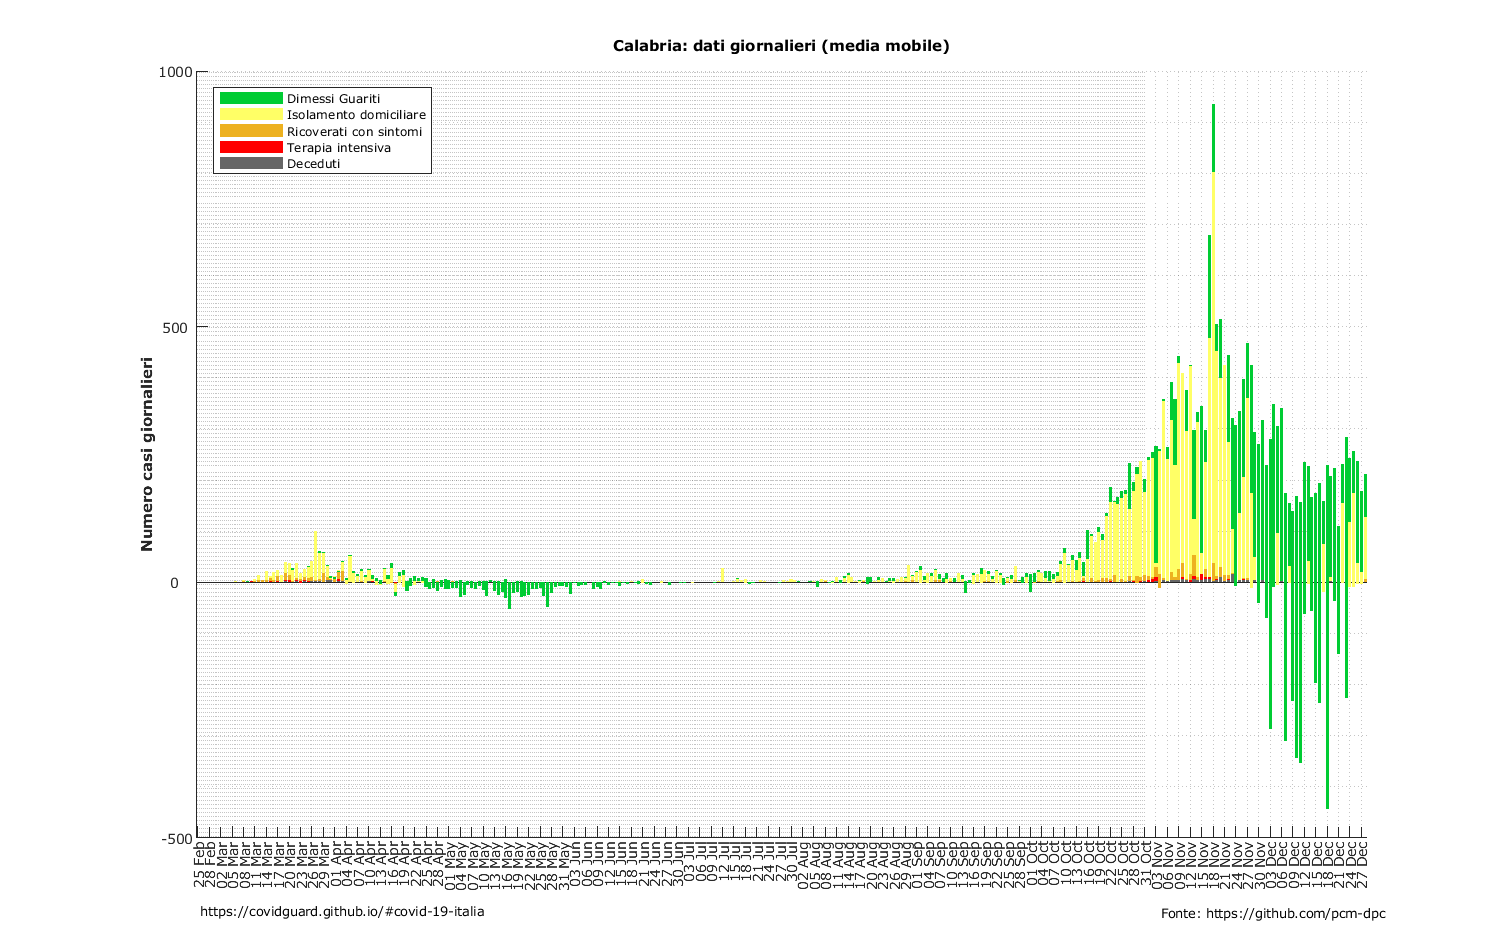 Calabria: dati giornalieri (media mobile)
1000
500
0
-500
Numero casi giornalieri
Dimessi Guariti
Isolamento domiciliare
Ricoverati con sintomi
Terapia intensiva
Deceduti
25 Feb
28 Feb
02 Mar
05 Mar
08 Mar
11 Mar
14 Mar
17 Mar
20 Mar
23 Mar
26 Mar
29 Mar
01 Apr
04 Apr
07 Apr
10 Apr
13 Apr
16 Apr
19 Apr
22 Apr
25 Apr
28 Apr
01 May
04 May
07 May
10 May
13 May
16 May
19 May
22 May
25 May
28 May
31 May
03 Jun
06 Jun
09 Jun
12 Jun
15 Jun
18 Jun
21 Jun
24 Jun
27 Jun
30 Jun
03 Jul
06 Jul
09 Jul
12 Jul
15 Jul
18 Jul
21 Jul
24 Jul
27 Jul
30 Jul
02 Aug
05 Aug
08 Aug
11 Aug
14 Aug
17 Aug
20 Aug
23 Aug
26 Aug
29 Aug
01 Sep
04 Sep
07 Sep
10 Sep
13 Sep
16 Sep
19 Sep
22 Sep
25 Sep
28 Sep
01 Oct
04 Oct
07 Oct
10 Oct
13 Oct
16 Oct
19 Oct
22 Oct
25 Oct
28 Oct
31 Oct
03 Nov
06 Nov
09 Nov
12 Nov
15 Nov
18 Nov
21 Nov
24 Nov
27 Nov
30 Nov
03 Dec
06 Dec
09 Dec
12 Dec
15 Dec
18 Dec
21 Dec
24 Dec
27 Dec
https://covidguard.github.io/#covid-19-italia
Fonte: https://github.com/pcm-dpc